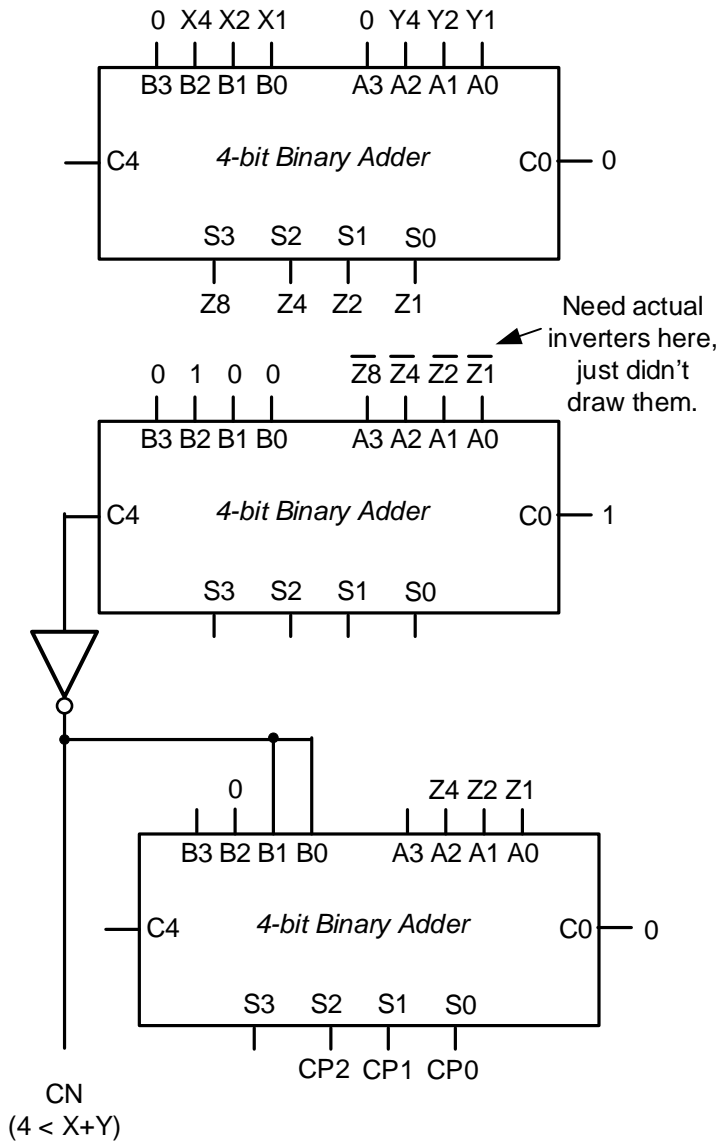 0 X4 X2 X1 0 Y4 Y2 Y1
B3 B2 B1 B0 A3 A2 A1 A0
C4 4-bit Binary Adder C0 0
S3 S2 S1 S0
Z8 Z4 Z2 Z1
Need actual
inverters here,
just didn't
draw them.
0 1 0 0 Z8 Z4 Z2 Z1
B3 B2 B1 B0 A3 A2 A1 A0
C4 4-bit Binary Adder C0 1
S3 S2 S1 S0
0 Z4 Z2 Z1
B3 B2 B1 B0 A3 A2 A1 A0
C4 4-bit Binary Adder C0 0
S3 S2 S1 S0
CP2 CP1 CP0
CN
(4 < X+Y)